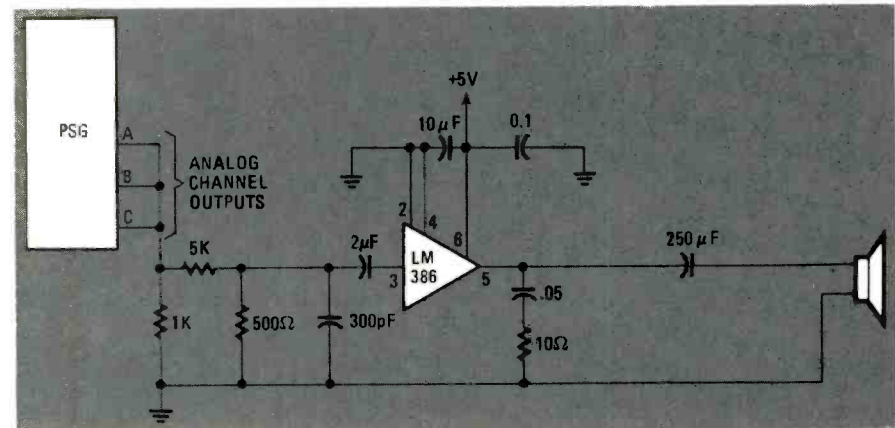 PSG
A
B
C
ANALOG
CHANNEL
OUTPUTS
+5V
10μF
0.1
2
4
6
2μF
LM
386
3
5
250μF
5K
1K
500Ω
300pF
.05
10Ω